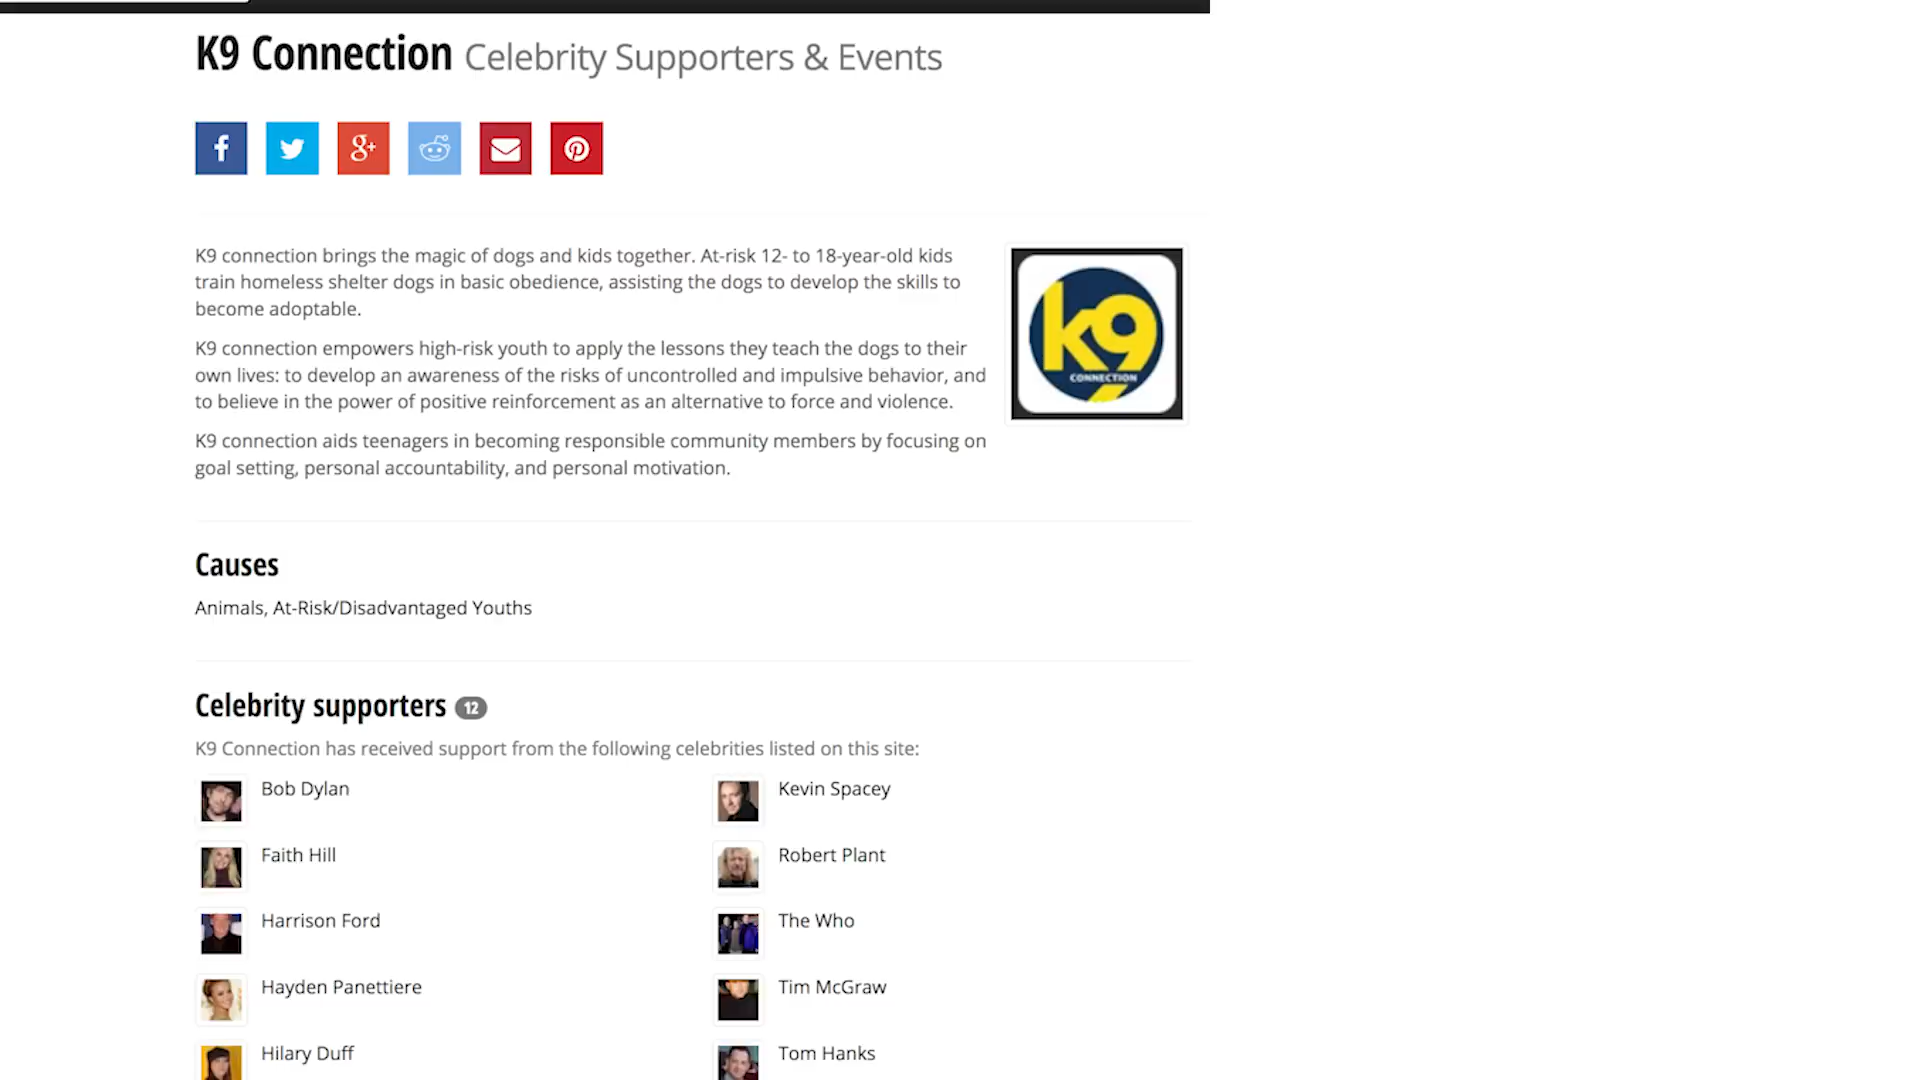 K9 Connection Celebrity Supporters & Events
K9 connection brings the magic of dogs and kids together. At-risk 12- to 18-year-old kids
train homeless shelter dogs in basic obedience, assisting the dogs to develop the skills to
become adoptable.
K9 connection empowers high-risk youth to apply the lessons they teach the dogs to their
own lives: to develop an awareness of the risks of uncontrolled and impulsive behavior, and
to believe in the power of positive reinforcement as an alternative to force and violence.
K9 connection aids teenagers in becoming responsible community members by focusing on
goal setting, personal accountability, and personal motivation.
k9
CONNECTION
Causes
Animals, At-Risk/Disadvantaged Youths
Celebrity supporters 12
K9 Connection has received support from the following celebrities listed on this site:
Bob Dylan
Faith Hill
Harrison Ford
Hayden Panettiere
Hilary Duff
Kevin Spacey
Robert Plant
The Who
Tim McGraw
Tom Hanks